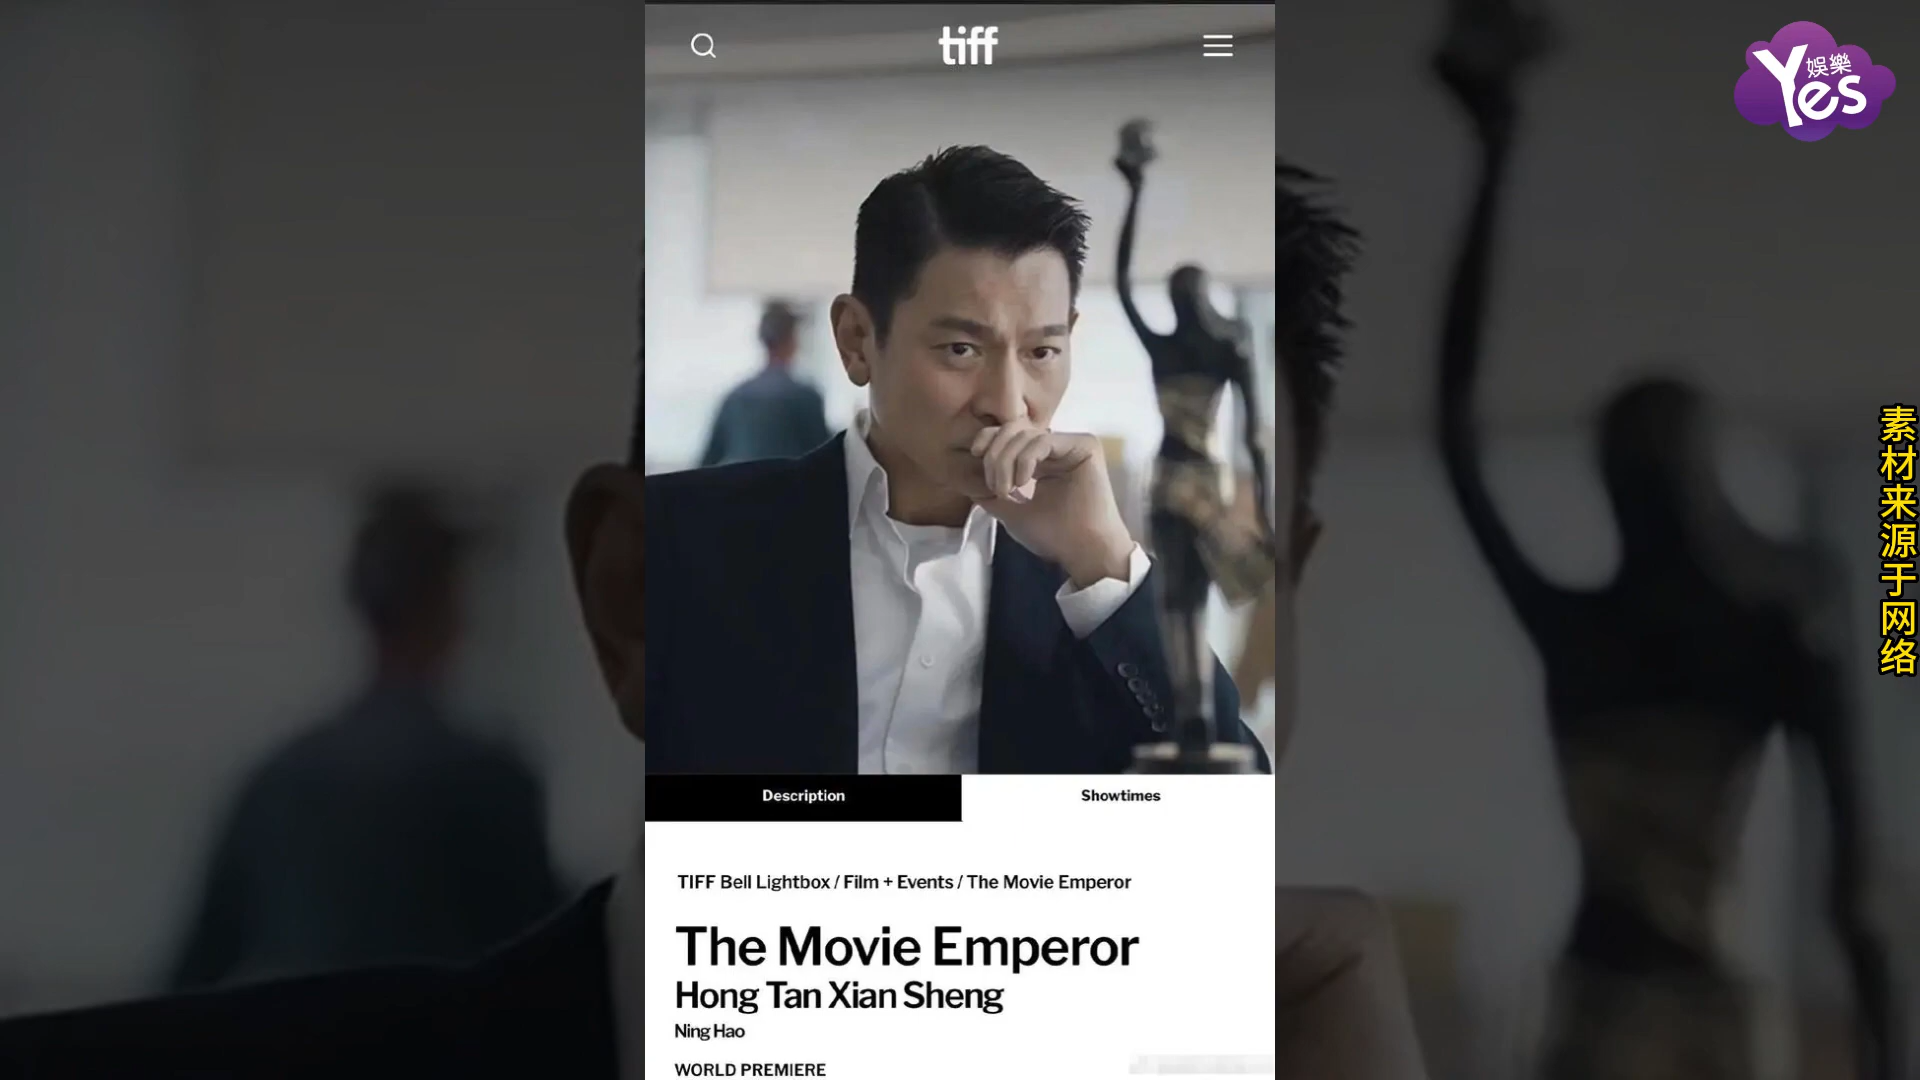 tiff
Yes
娛樂
素材来源于网络
Description
Showtimes
TIFF Bell Lightbox / Film + Events / The Movie Emperor
The Movie Emperor
Hong Tan Xian Sheng
Ning Hao
WORLD PREMIERE